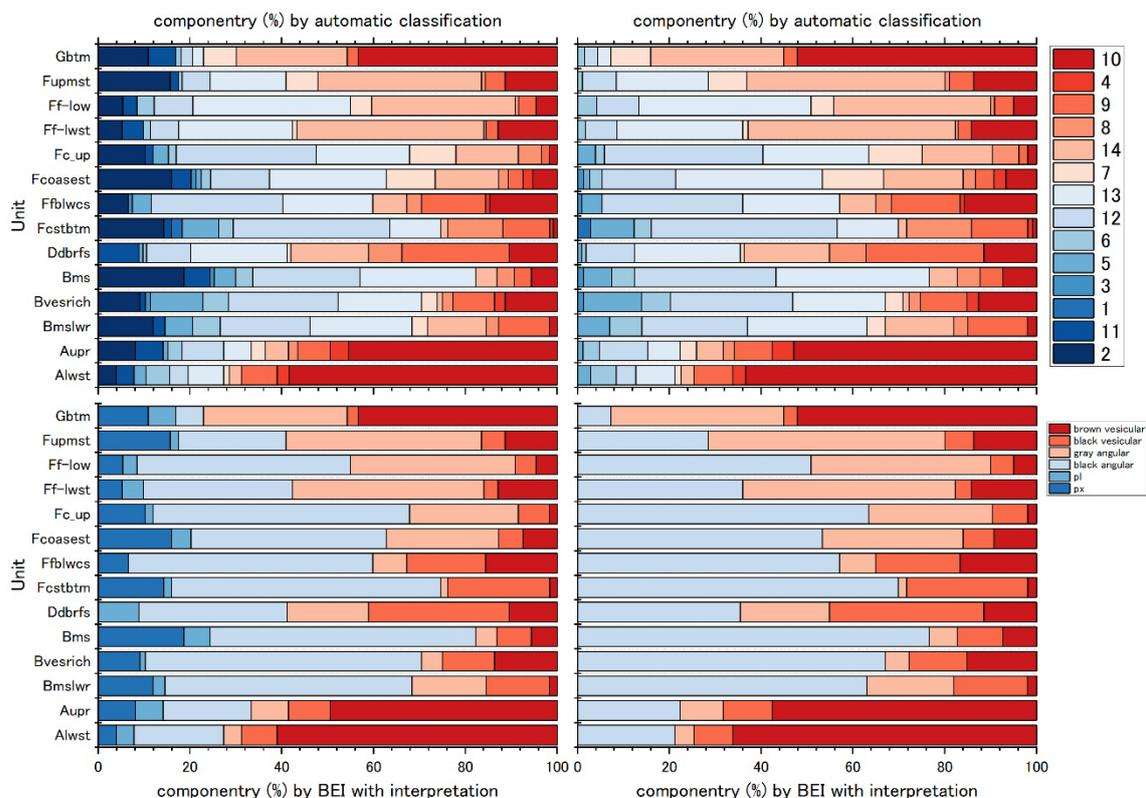 componentry (%) by automatic classification
componentry (%) by automatic classification
Unit
Gbtm
Fupmst
Ff-low
Ff-lwst
Fc_up
Fcoasest
Ffblwcs
Fcstbtm
Ddbrfs
Bms
Bvesrich
Bmslwr
Aupr
Alwst
10
4
9
8
14
7
13
12
6
5
3
1
11
2
Unit
Gbtm
Fupmst
Ff-low
Ff-lwst
Fc_up
Fcoasest
Ffblwcs
Fcstbtm
Ddbrfs
Bms
Bvesrich
Bmslwr
Aupr
Alwst
brown vesicular
black vesicular
gray angular
black angular
pl
px
0 20 40 60 80 100
0 20 40 60 80 100
componentry (%) by BEI with interpretation
componentry (%) by BEI with interpretation